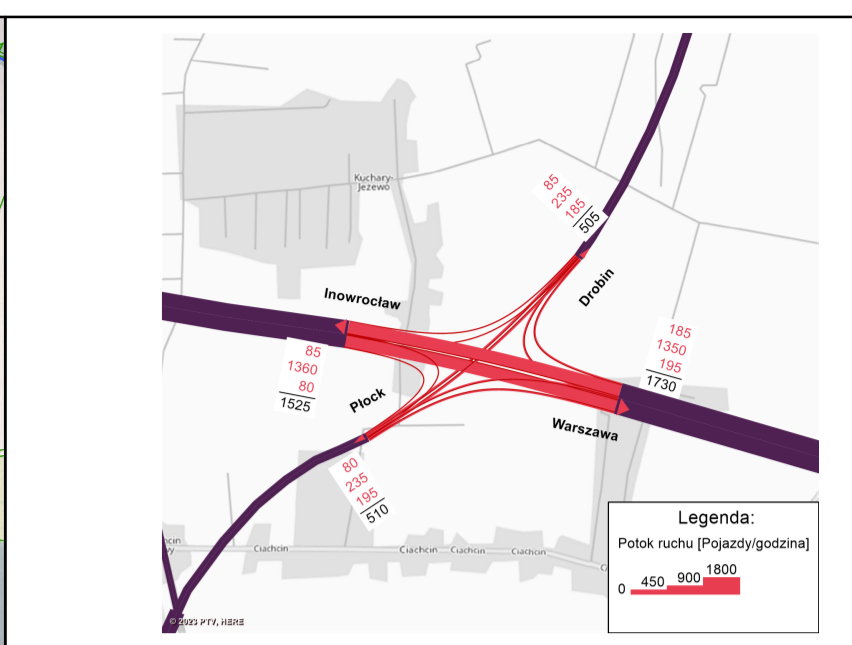 Kuchary-
Jeżewo
85
235
185
505
Drobin
Inowrocław
85
1360
80
1525
185
1350
195
1730
Płock
Warszawa
80
235
195
510
Ciachcin
Ciachcin
Ciachcin
Ciachcin
Legenda:
Potok ruchu [Pojazdy/godzina]
0 450 900 1800
© 2023 PTV, HERE